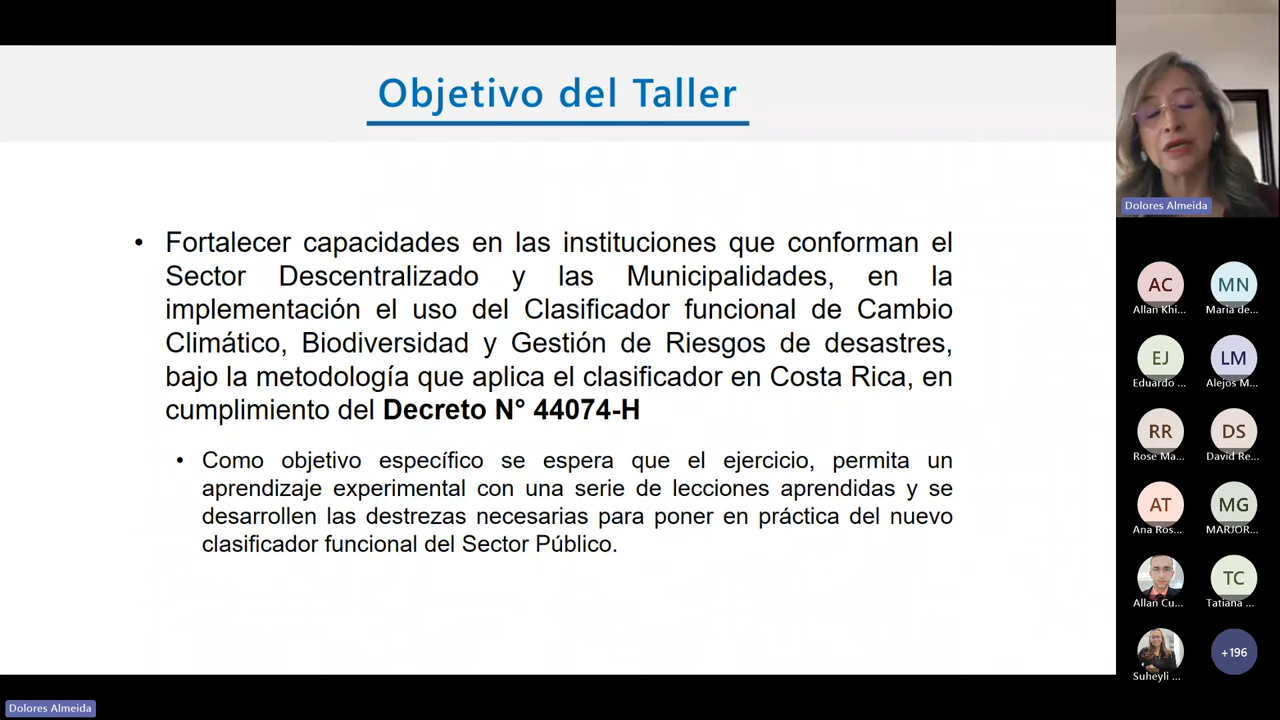 Objetivo del Taller
• Fortalecer capacidades en las instituciones que conforman el
Sector Descentralizado y las Municipalidades, en la
implementación el uso del Clasificador funcional de Cambio
Climático, Biodiversidad y Gestión de Riesgos de desastres,
bajo la metodología que aplica el clasificador en Costa Rica, en
cumplimiento del Decreto N° 44074-H
• Como objetivo específico se espera que el ejercicio, permita un
aprendizaje experimental con una serie de lecciones aprendidas y se
desarrollen las destrezas necesarias para poner en práctica del nuevo
clasificador funcional del Sector Público.
Dolores Almeida
AC
MN
Allan Khi...
Maria de...
EJ
LM
Eduardo ...
Alejos M...
RR
DS
Rose Ma...
David Re...
AT
MG
Ana Ros...
MARJOR...
TC
Allan Cu...
Tatiana ...
+196
Suheyli ...
Dolores Almeida